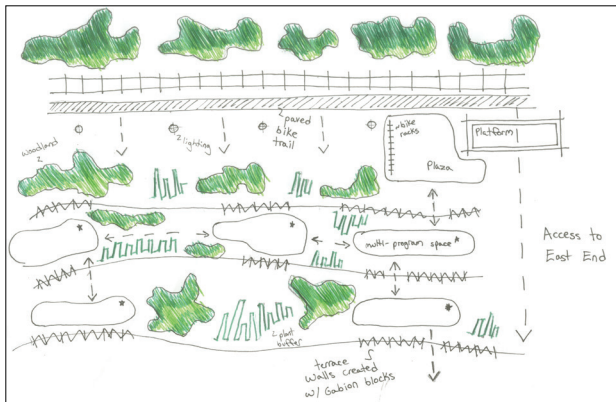 paved
bike
trail
bike
racks
Platform
woodland
lighting
Plaza
multi-program space*
Access to
East End
plant
buffer
terrace
walls created
w/ Gabion blocks